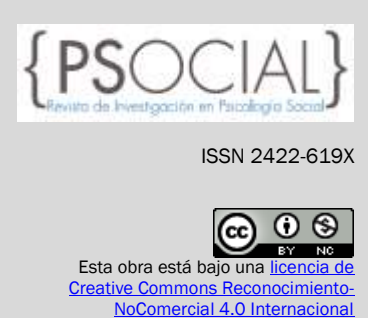 {PSOCIAL}
Revista de Investigación en Psicología Social
ISSN 2422-619X
cc
BY NC
Esta obra está bajo una licencia de
Creative Commons Reconocimiento-
NoComercial 4.0 Internacional